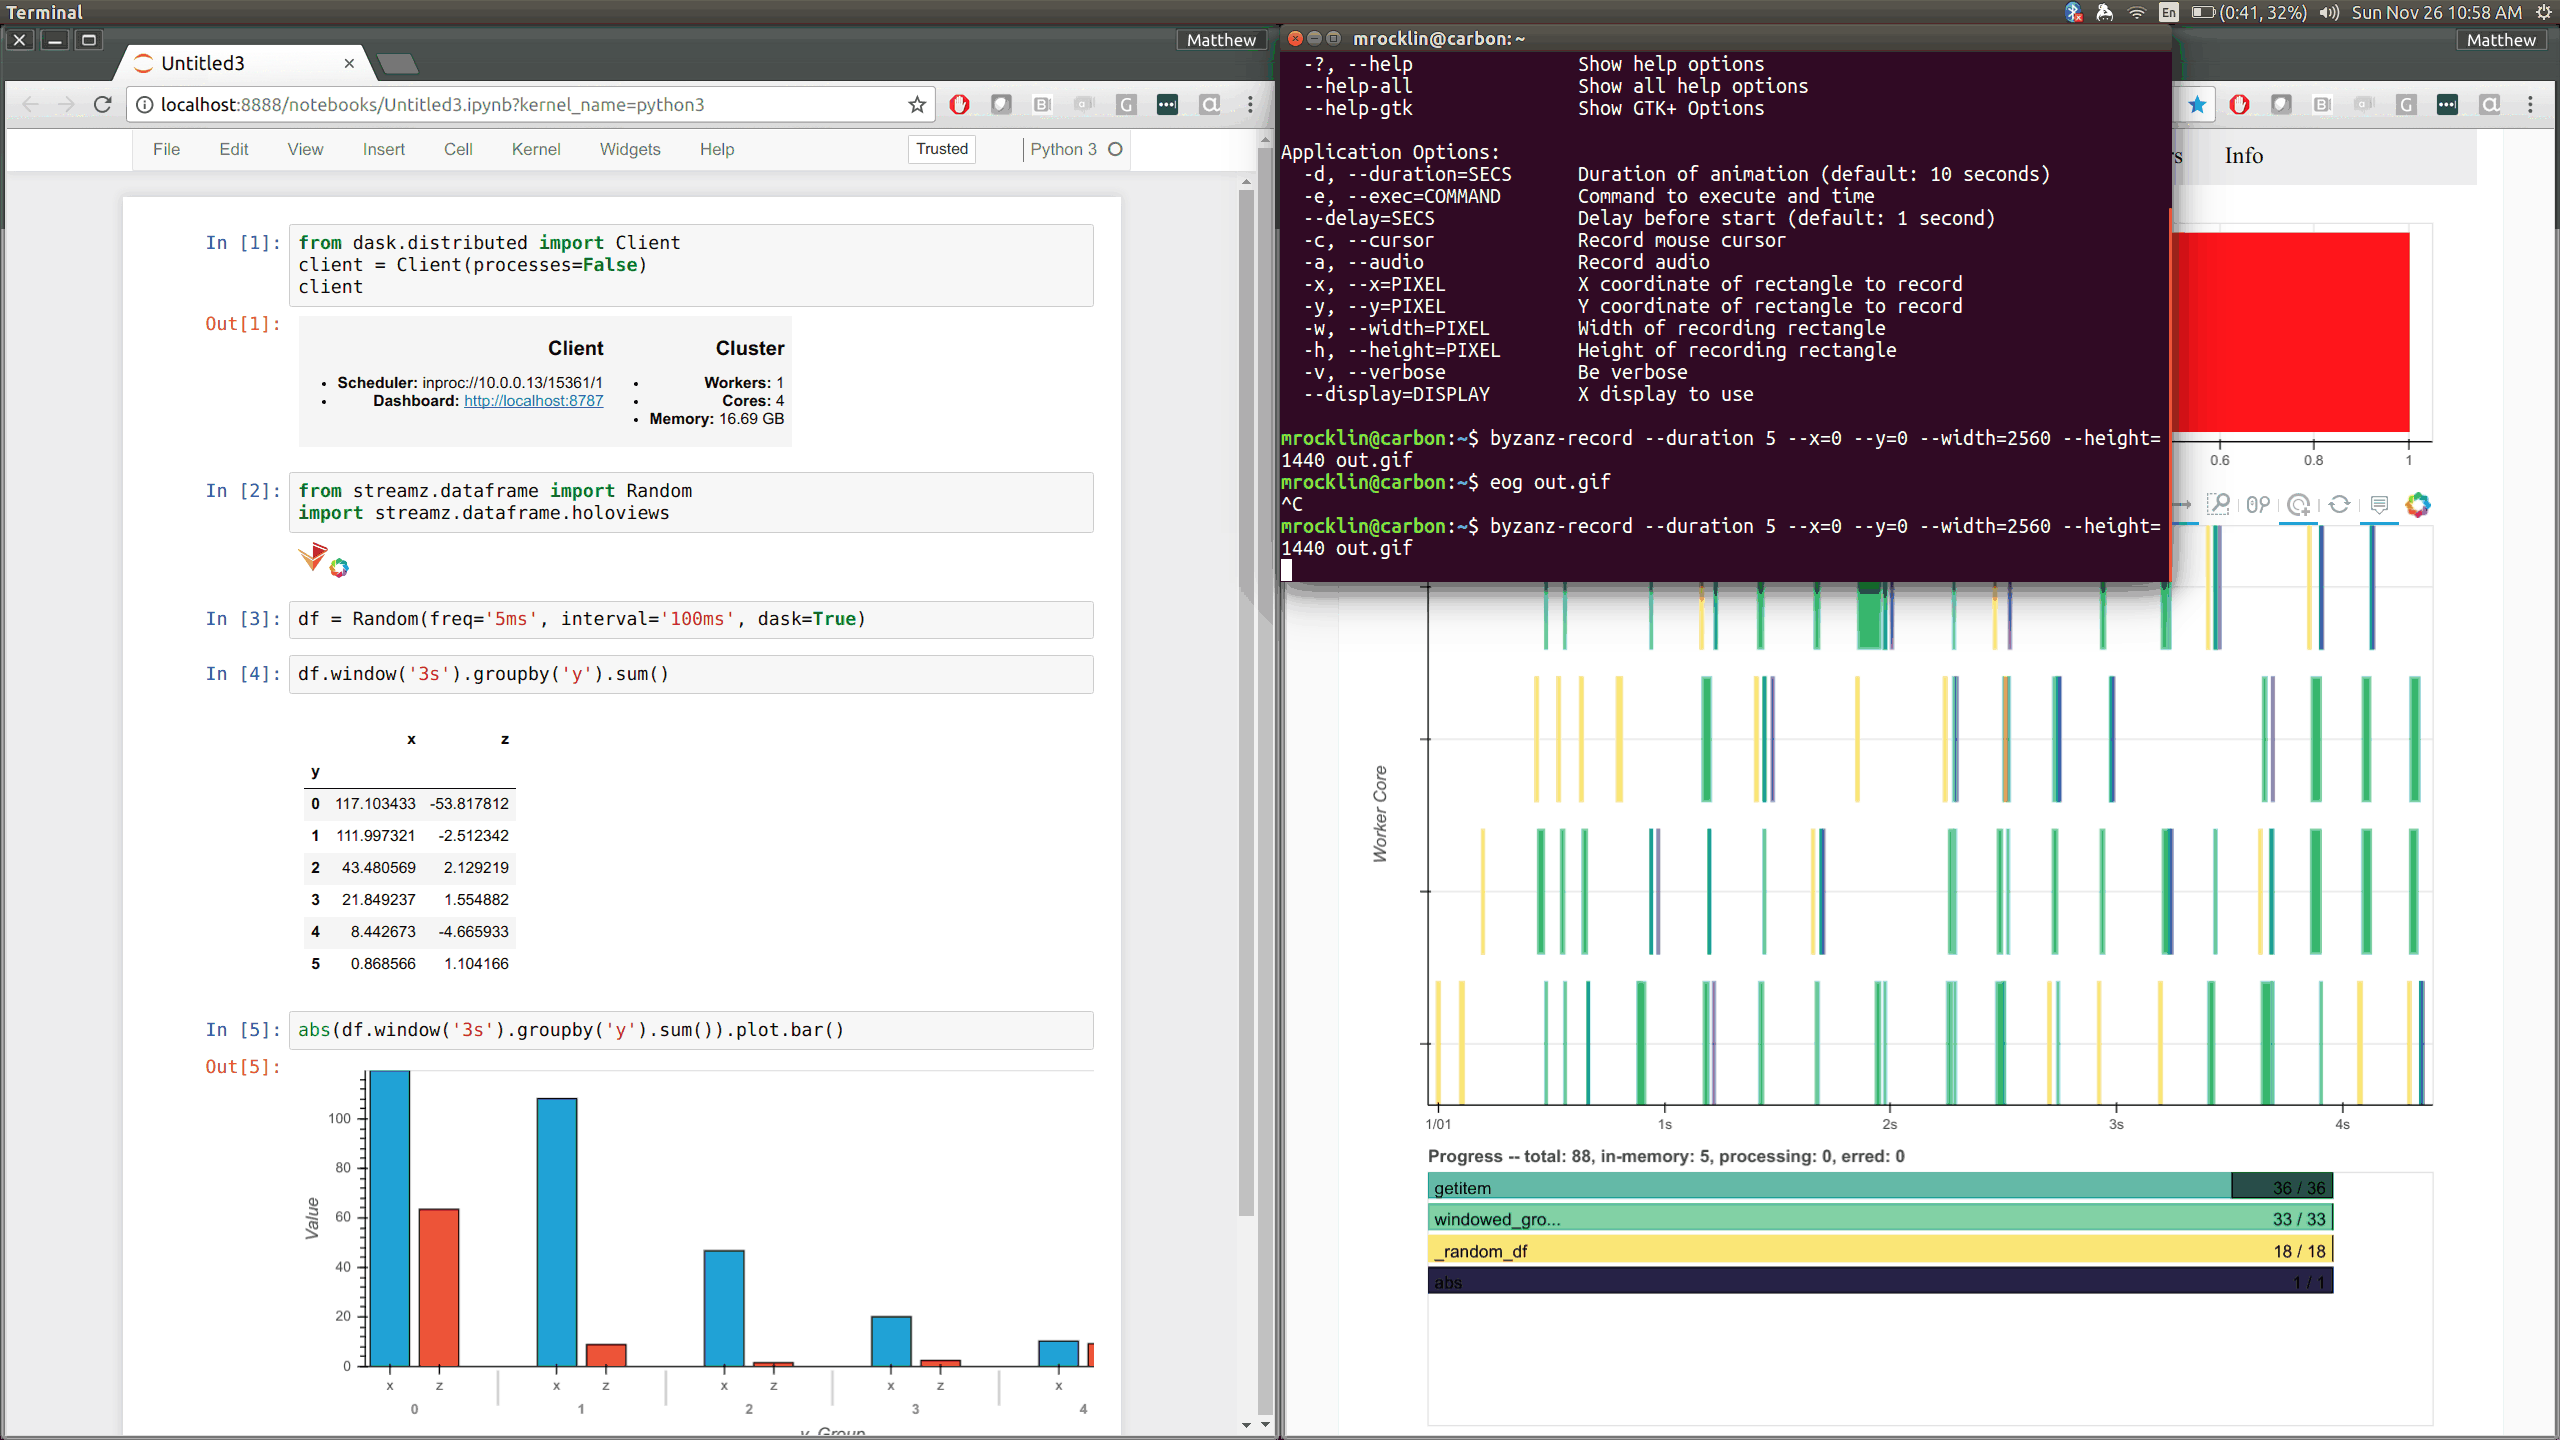 Terminal
(0:41, 32%)
Sun Nov 26 10:58 AM
En
Matthew
Untitled3
localhost:8888/notebooks/Untitled3.ipynb?kernel_name=python3
File Edit View Insert Cell Kernel Widgets Help
Trusted
Python 3
In [1]:
from dask.distributed import Client
client = Client(processes=False)
client
Out[1]:
Client
Cluster
Scheduler: inproc://10.0.0.13/15361/1
Dashboard: http://localhost:8787
Workers: 1
Cores: 4
Memory: 16.69 GB
In [2]:
from streamz.dataframe import Random
import streamz.dataframe.holoviews
In [3]:
df = Random(freq='5ms', interval='100ms', dask=True)
In [4]:
df.window('3s').groupby('y').sum()
x z
y
0 117.103433 -53.817812
1 111.997321 -2.512342
2 43.480569 2.129219
3 21.849237 1.554882
4 8.442673 -4.665933
5 0.868566 1.104166
In [5]:
abs(df.window('3s').groupby('y').sum()).plot.bar()
Out[5]:
100
80
60
40
20
0
Value
x z x z x z x z x
0 1 2 3 4
mrocklin@carbon: ~
-?, --help Show help options
--help-all Show all help options
--help-gtk Show GTK+ Options
Application Options:
-d, --duration=SECS Duration of animation (default: 10 seconds)
-e, --exec=COMMAND Command to execute and time
--delay=SECS Delay before start (default: 1 second)
-c, --cursor Record mouse cursor
-a, --audio Record audio
-x, --x=PIXEL X coordinate of rectangle to record
-y, --y=PIXEL Y coordinate of rectangle to record
-w, --width=PIXEL Width of recording rectangle
-h, --height=PIXEL Height of recording rectangle
-v, --verbose Be verbose
--display=DISPLAY X display to use
mrocklin@carbon:~$ byzanz-record --duration 5 --x=0 --y=0 --width=2560 --height=
1440 out.gif
mrocklin@carbon:~$ eog out.gif
^C
mrocklin@carbon:~$ byzanz-record --duration 5 --x=0 --y=0 --width=2560 --height=
1440 out.gif
Matthew
Info
0.6 0.8 1
Worker Core
1/01 1s 2s 3s 4s
Progress -- total: 88, in-memory: 5, processing: 0, erred: 0
getitem 36 / 36
windowed_gro... 33 / 33
_random_df 18 / 18
abs 1 / 1